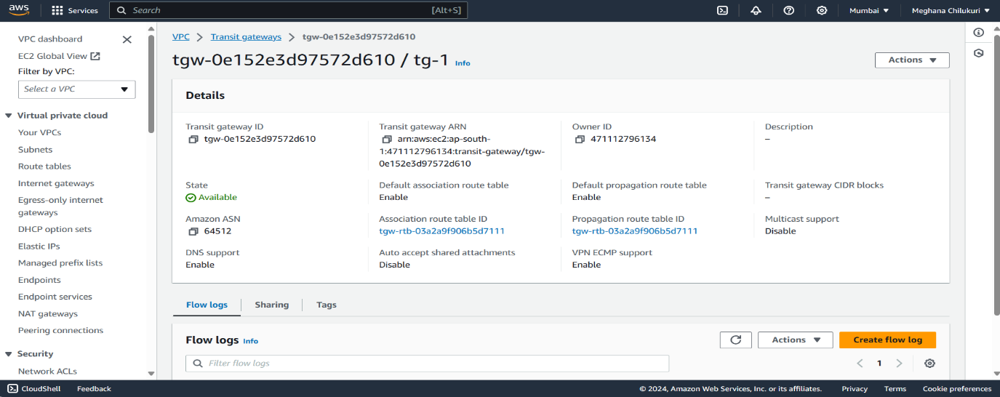 aws
Services
Search
[Alt+S]
Mumbai
Meghana Chilukuri
VPC dashboard
EC2 Global View
Filter by VPC:
Select a VPC
Virtual private cloud
Your VPCs
Subnets
Route tables
Internet gateways
Egress-only internet
gateways
DHCP option sets
Elastic IPs
Managed prefix lists
Endpoints
Endpoint services
NAT gateways
Peering connections
Security
Network ACLs
VPC > Transit gateways > tgw-0e152e3d97572d610
tgw-0e152e3d97572d610 / tg-1 Info
Actions
Details
Transit gateway ID
tgw-0e152e3d97572d610
Transit gateway ARN
arn:aws:ec2:ap-south-
1:471112796134:transit-gateway/tgw-
0e152e3d97572d610
Owner ID
471112796134
Description
–
State
Available
Default association route table
Enable
Default propagation route table
Enable
Transit gateway CIDR blocks
–
Amazon ASN
64512
Association route table ID
tgw-rtb-03a2a9f906b5d7111
Propagation route table ID
tgw-rtb-03a2a9f906b5d7111
Multicast support
Disable
DNS support
Enable
Auto accept shared attachments
Disable
VPN ECMP support
Enable
Flow logs
Sharing
Tags
Flow logs Info
Actions
Create flow log
Filter flow logs
1
CloudShell
Feedback
© 2024, Amazon Web Services, Inc. or its affiliates.
Privacy
Terms
Cookie preferences